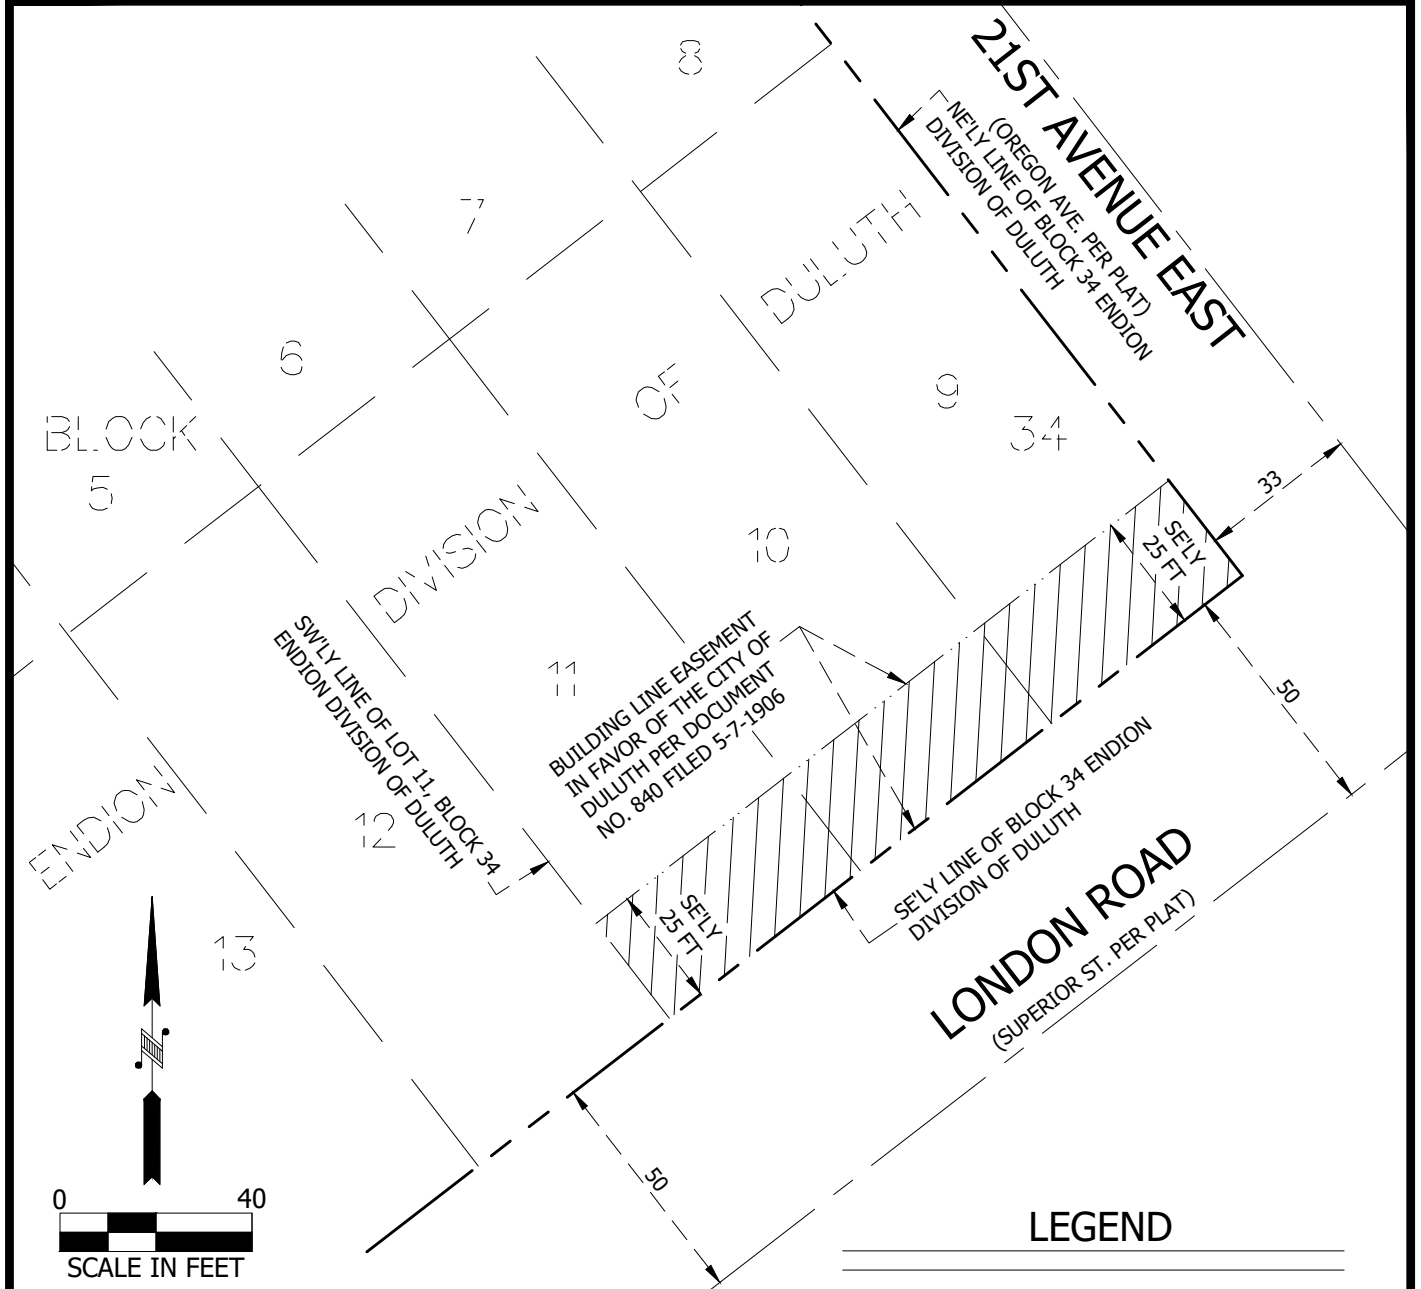 21ST AVENUE EAST
(OREGON AVE. PER PLAT)
NE'LY LINE OF BLOCK 34 ENDION
DIVISION OF DULUTH
8
7
6
BLOCK
5
DULUTH
OF
DIVISION
ENDION
9
34
10
11
12
13
33
SE'LY
25 FT
50
BUILDING LINE EASEMENT
IN FAVOR OF THE CITY OF
DULUTH PER DOCUMENT
NO. 840 FILED 5-7-1906
SW'LY LINE OF LOT 11, BLOCK 34
ENDION DIVISION OF DULUTH
SE'LY
25 FT
SE'LY LINE OF BLOCK 34 ENDION
DIVISION OF DULUTH
LONDON ROAD
(SUPERIOR ST. PER PLAT)
50
0 40
SCALE IN FEET
LEGEND